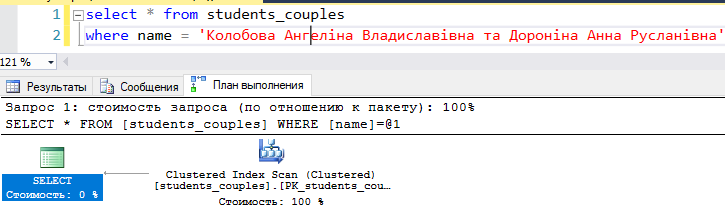 1 select * from students_couples
2 where name = 'Колобова Ангеліна Владиславівна та Дороніна Анна Русланівна'
121 %
Результаты Сообщения План выполнения
Запрос 1: стоимость запроса (по отношению к пакету): 100%
SELECT * FROM [students_couples] WHERE [name]=@1
SELECT
Стоимость: 0 %
Clustered Index Scan (Clustered)
[students_couples].[PK_students_cou…
Стоимость: 100 %